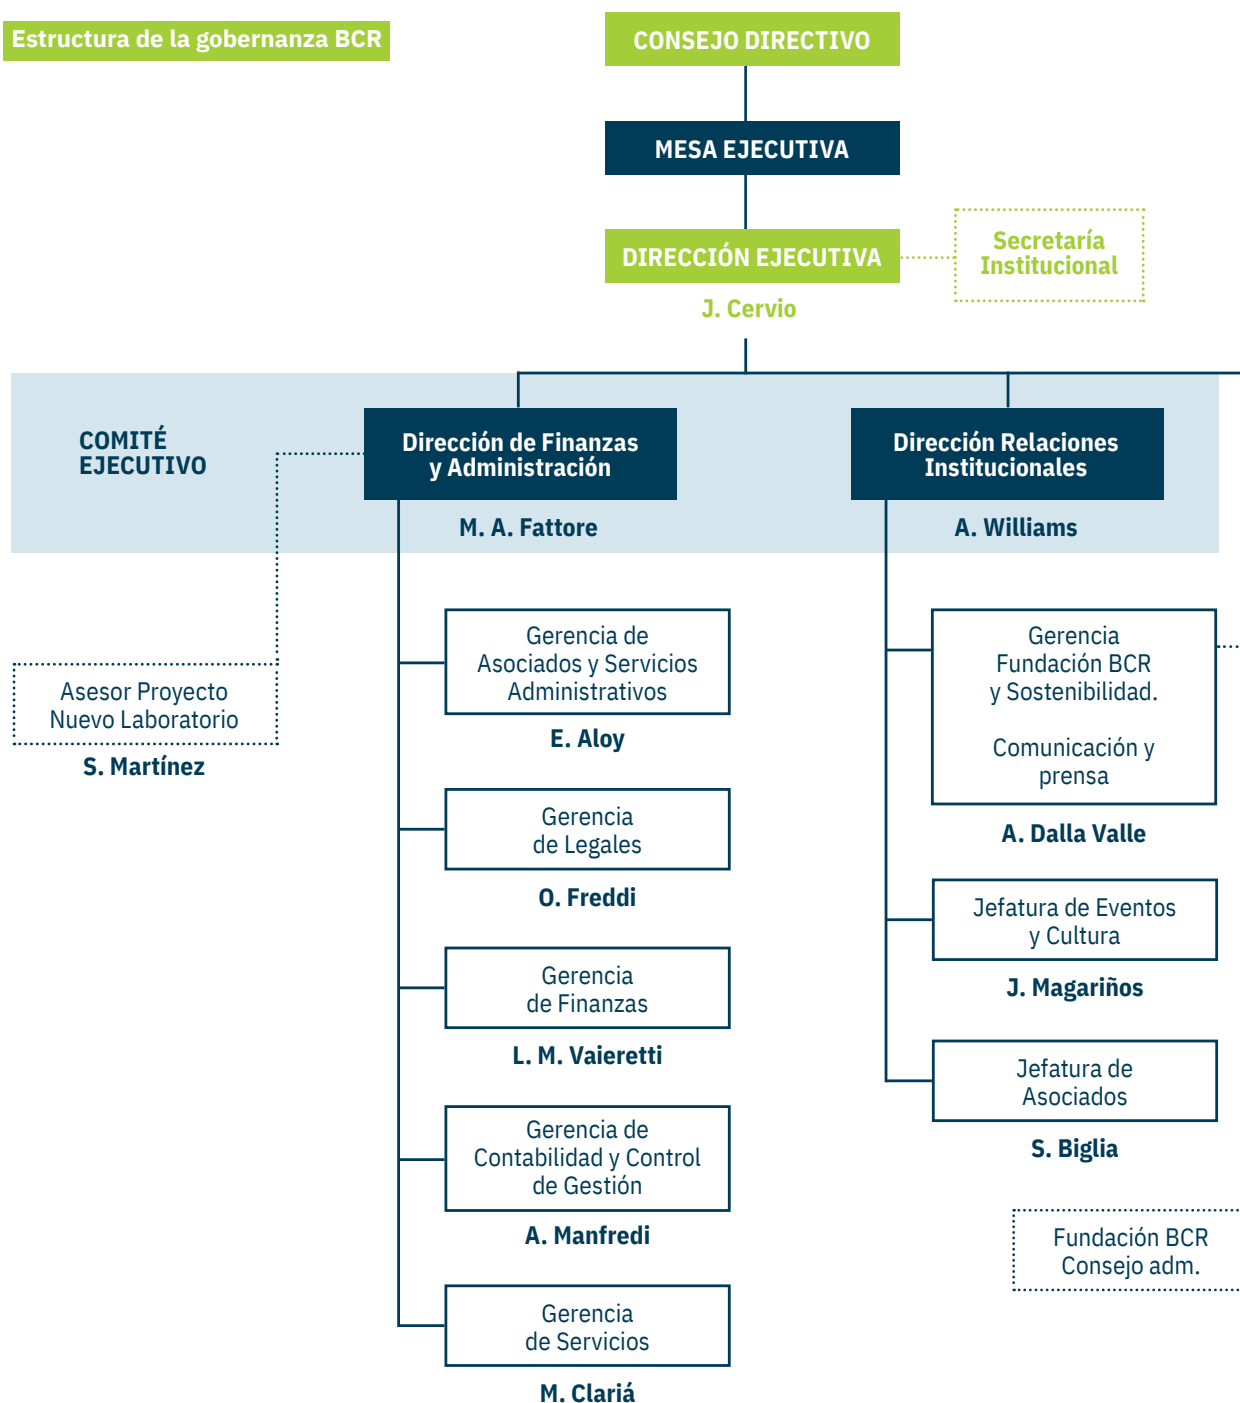 Estructura de la gobernanza BCR
CONSEJO DIRECTIVO
MESA EJECUTIVA
DIRECCIÓN EJECUTIVA
J. Cervio
Secretaría
Institucional
COMITÉ
EJECUTIVO
Dirección de Finanzas
y Administración
M. A. Fattore
Dirección Relaciones
Institucionales
A. Williams
Asesor Proyecto
Nuevo Laboratorio
S. Martínez
Gerencia de
Asociados y Servicios
Administrativos
E. Aloy
Gerencia
de Legales
O. Freddi
Gerencia
de Finanzas
L. M. Vaieretti
Gerencia de
Contabilidad y Control
de Gestión
A. Manfredi
Gerencia
de Servicios
M. Clariá
Gerencia
Fundación BCR
y Sostenibilidad.
Comunicación y
prensa
A. Dalla Valle
Jefatura de Eventos
y Cultura
J. Magariños
Jefatura de
Asociados
S. Biglia
Fundación BCR
Consejo adm.